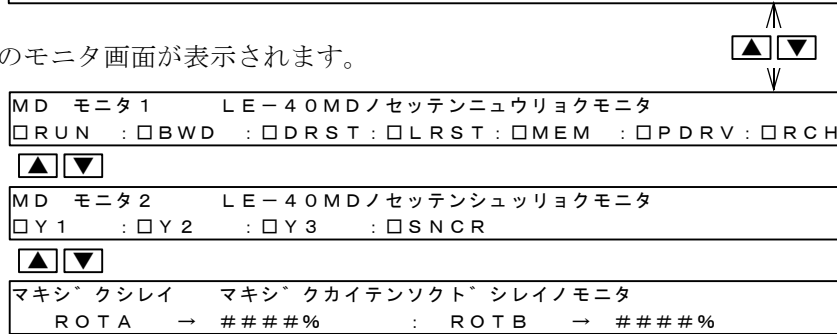 のモニタ画面が表示されます。
▲ ▼
MD モニタ1 LE-40MDノセッテンニュウリョクモニタ
□RUN :□BWD :□DRST:□LRST:□MEM :□PDRV:□RCH
▲ ▼
MD モニタ2 LE-40MDノセッテンシュッリョクモニタ
□Y1 :□Y2 :□Y3 :□SNCR
▲ ▼
マキシ゛クシレイ マキシ゛クカイテンソクト゛シレイノモニタ
ROTA → ####% : ROTB → ####%